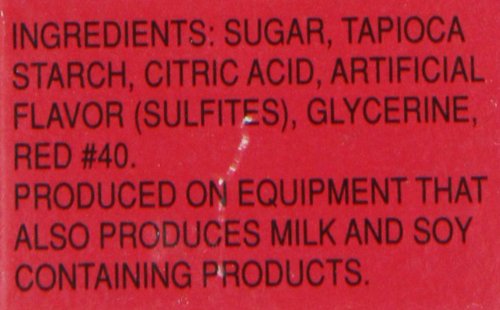 INGREDIENTS: SUGAR, TAPIOCA
STARCH, CITRIC ACID, ARTIFICIAL
FLAVOR (SULFITES), GLYCERINE,
RED #40.
PRODUCED ON EQUIPMENT THAT
ALSO PRODUCES MILK AND SOY
CONTAINING PRODUCTS.